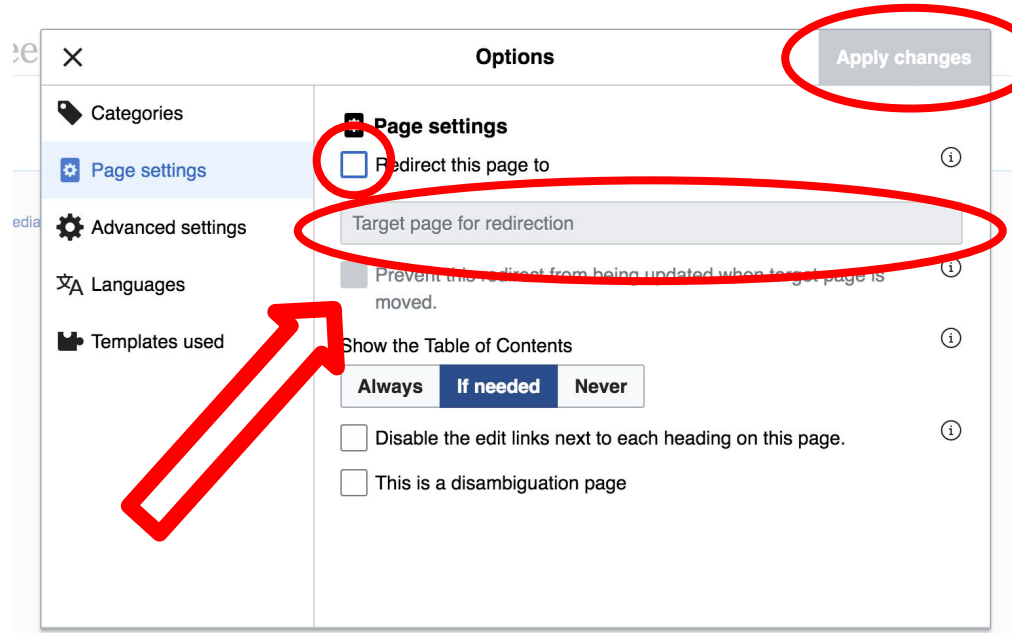 ee
Options
Apply changes
Categories
Page settings
Advanced settings
Languages
Templates used
edia
Page settings
Redirect this page to
Target page for redirection
Prevent this redirect from being updated when target page is
moved.
Show the Table of Contents
Always If needed Never
Disable the edit links next to each heading on this page.
This is a disambiguation page